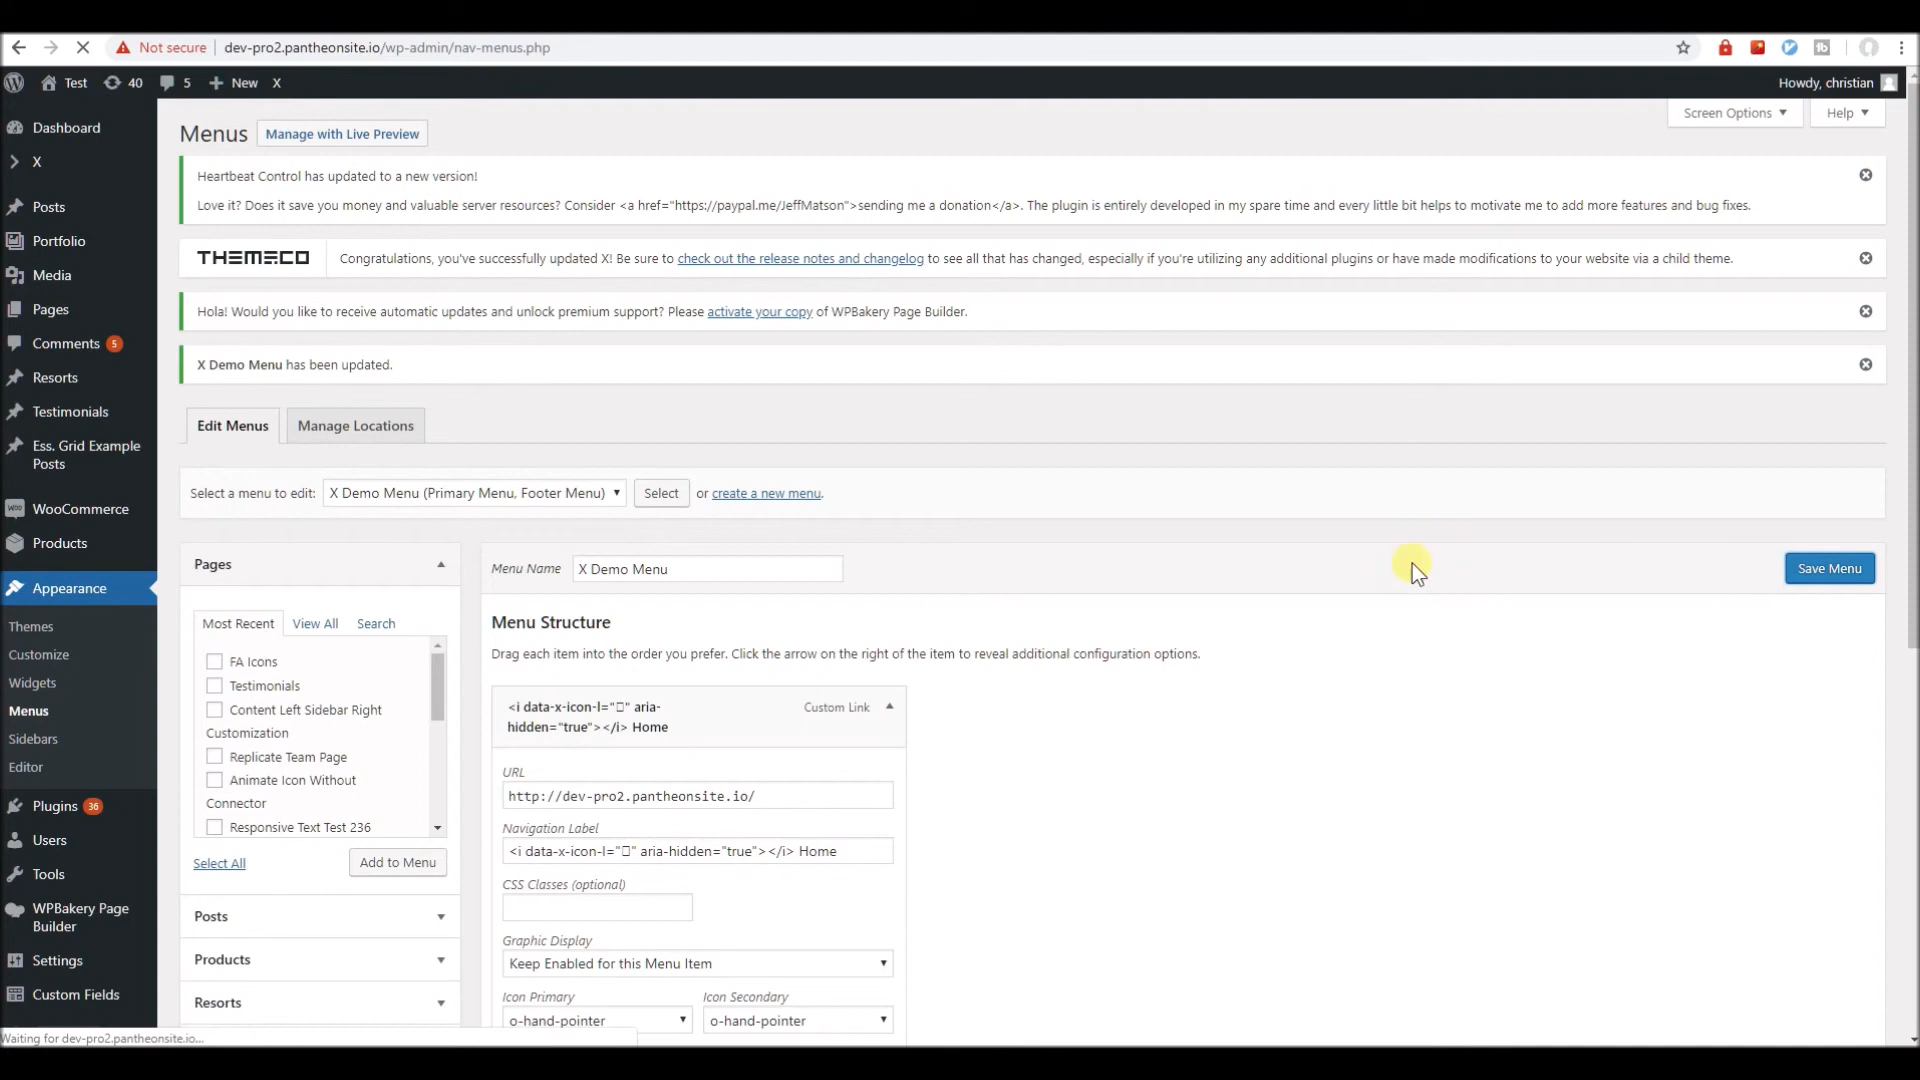 Not secure
dev-pro2.pantheonsite.io/wp-admin/nav-menus.php
Test 40 5 New X
Howdy, christian
Screen Options
Help
Dashboard
X
Posts
Portfolio
Media
Pages
Comments 5
Resorts
Testimonials
Ess. Grid Example
Posts
WooCommerce
Products
Appearance
Themes
Customize
Widgets
Menus
Sidebars
Editor
Plugins 36
Users
Tools
WPBakery Page
Builder
Settings
Custom Fields
Waiting for dev-pro2.pantheonsite.io...
Menus
Manage with Live Preview
Heartbeat Control has updated to a new version!
Love it? Does it save you money and valuable server resources? Consider <a href="https://paypal.me/JeffMatson">sending me a donation</a>. The plugin is entirely developed in my spare time and every little bit helps to motivate me to add more features and bug fixes.
THEMECO
Congratulations, you've successfully updated X! Be sure to check out the release notes and changelog to see all that has changed, especially if you're utilizing any additional plugins or have made modifications to your website via a child theme.
Hola! Would you like to receive automatic updates and unlock premium support? Please activate your copy of WPBakery Page Builder.
X Demo Menu has been updated.
Edit Menus
Manage Locations
Select a menu to edit: X Demo Menu (Primary Menu, Footer Menu) Select or create a new menu.
Pages
Most Recent
View All
Search
FA Icons
Testimonials
Content Left Sidebar Right
Customization
Replicate Team Page
Animate Icon Without
Connector
Responsive Text Test 236
Select All
Add to Menu
Posts
Products
Resorts
Menu Name X Demo Menu
Save Menu
Menu Structure
Drag each item into the order you prefer. Click the arrow on the right of the item to reveal additional configuration options.
<i data-x-icon-l="▯" aria-
hidden="true"></i> Home
Custom Link
URL
http://dev-pro2.pantheonsite.io/
Navigation Label
<i data-x-icon-l="▯" aria-hidden="true"></i> Home
CSS Classes (optional)
Graphic Display
Keep Enabled for this Menu Item
Icon Primary
o-hand-pointer
Icon Secondary
o-hand-pointer